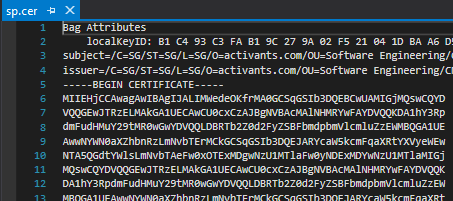 sp.cer
1 Bag Attributes
2 localKeyID: B1 C4 93 C3 FA B1 9C 27 9A 02 F5 21 04 1D BA A6
3 subject=/C=SG/ST=SG/L=SG/O=activants.com/OU=Software Engineering/
4 issuer=/C=SG/ST=SG/L=SG/O=activants.com/OU=Software Engineering/
5 -----BEGIN CERTIFICATE-----
6 MIIEHjCCAwagAwIBAgIJALIMWedeOKfrMA0GCSqGSIb3DQEBCwUAMIGjMQswCQYD
7 VQQGEwJTRzELMAkGA1UECAwCU0cxCzAJBgNVBAcMAlNHMRYwFAYDVQQKDA1hY3Rp
8 dmFudHMuY29tMR0wGwYDVQQLDBRTb2Z0d2FyZSBFbmdpbmVlcmluZzEWMBQGA1UE
9 AwwNYWN0aXZhbnRzLmNvbTErMCkGCSqGSIb3DQEJARYcaW5kcmFqaXRtYXVyeWEw
10 NTA5QGdtYWlsLmNvbTAeFw0xOTExMDgwNzU1MTlaFw0yNDExMDYwNzU1MTlaMIGj
11 MQswCQYDVQQGEwJTRzELMAkGA1UECAwCU0cxCzAJBgNVBAcMAlNHMRYwFAYDVQQK
12 DA1hY3RpdmFudHMuY29tMR0wGwYDVQQLDBRTb2Z0d2FyZSBFbmdpbmVlcmluZzEW
13